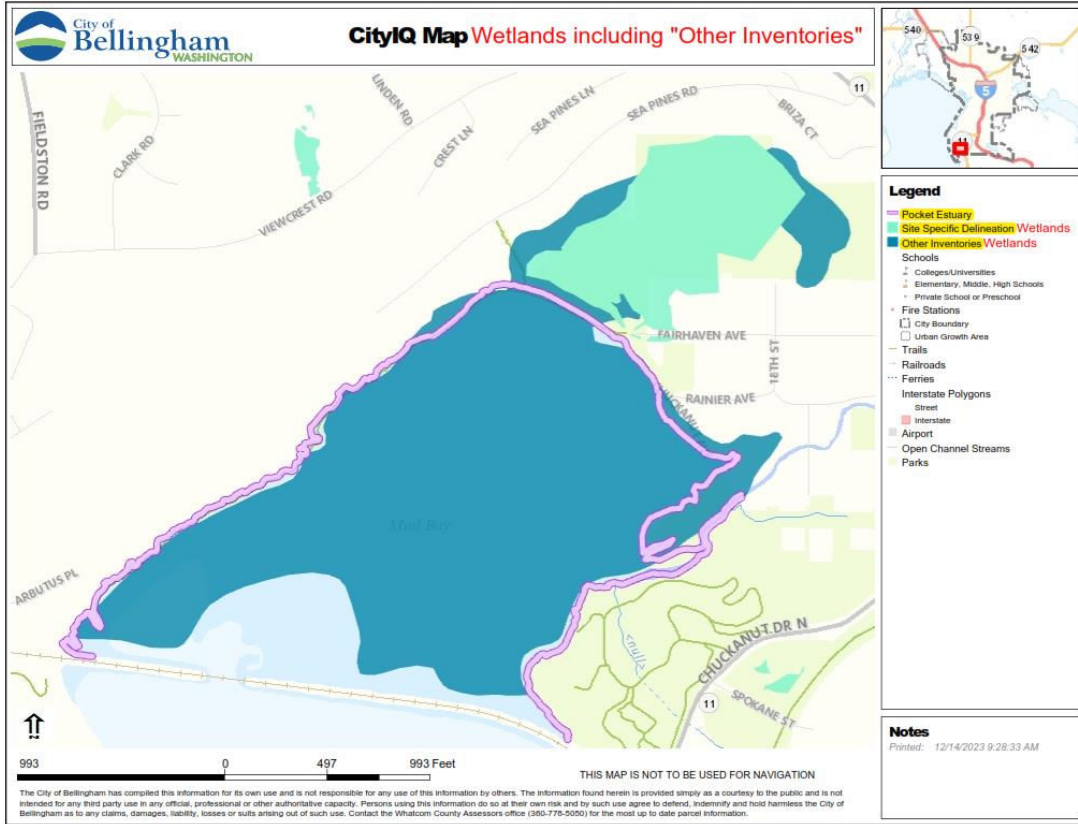 City of
Bellingham
WASHINGTON
CityIQ Map Wetlands including "Other Inventories"
540
539
542
5
11
FIELDSTON RD
CLARK RD
LINDEN RD
CREST LN
SEA PINES LN
SEA PINES RD
BRIZA CT
11
VIEWCREST RD
FAIRHAVEN AVE
18TH ST
RAINIER AVE
Mud Bay
ARBUTUS PL
<null>
CHUCKANUT DR N
11
SPOKANE ST
Legend
Pocket Estuary
Site Specific Delineation Wetlands
Other Inventories Wetlands
Schools
Colleges/Universities
Elementary, Middle, High Schools
Private School or Preschool
Fire Stations
City Boundary
Urban Growth Area
Trails
Railroads
Ferries
Interstate Polygons
Street
Interstate
Airport
Open Channel Streams
Parks
Notes
Printed: 12/14/2023 9:28:33 AM
993 0 497 993 Feet
THIS MAP IS NOT TO BE USED FOR NAVIGATION
The City of Bellingham has compiled this information for its own use and is not responsible for any use of this information by others. The information found herein is provided simply as a courtesy to the public and is not
intended for any third party use in any official, professional or other authoritative capacity. Persons using this information do so at their own risk and by such use agree to defend, indemnify and hold harmless the City of
Bellingham as to any claims, damages, liability, losses or suits arising out of such use. Contact the Whatcom County Assessors office (360-778-5050) for the most up to date parcel information.